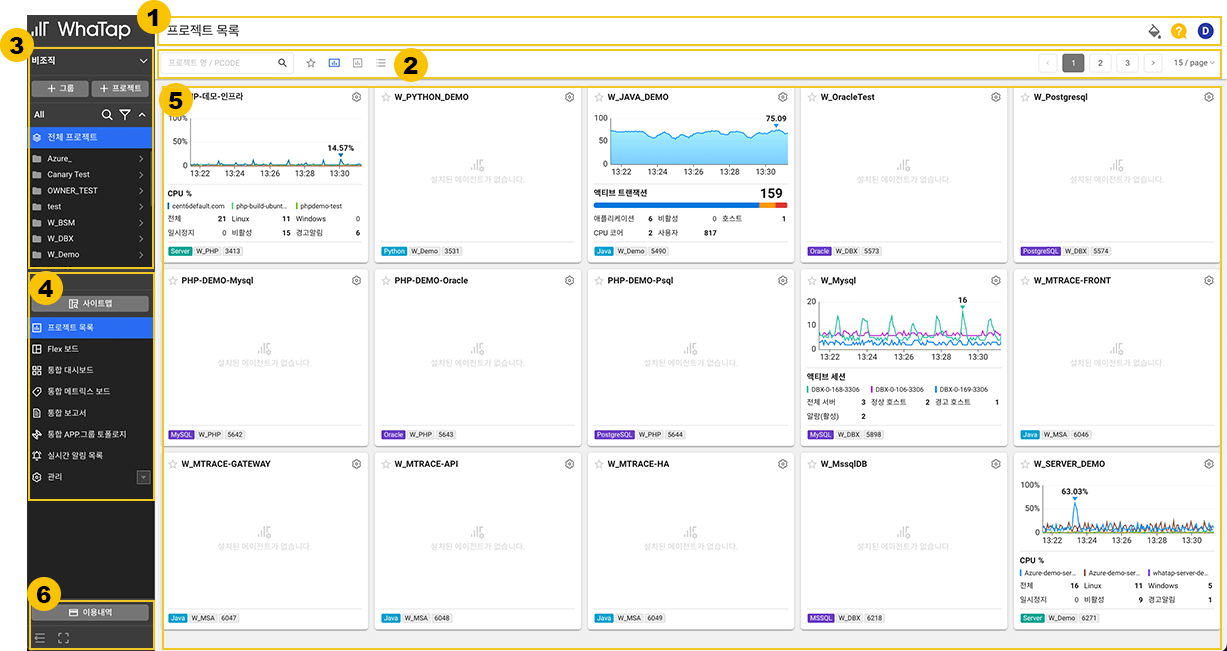 WhaTap
1
프로젝트 목록
?
D
3
비조직
+ 그룹
+ 프로젝트
All
전체 프로젝트
Azure_
Canary Test
OWNER_TEST
test
W_BSM
W_DBX
W_Demo
4
사이트맵
프로젝트 목록
Flex 보드
통합 대시보드
통합 메트릭스 보드
통합 보고서
통합 APP.그룹 토폴로지
실시간 알림 목록
관리
6
이용내역
프로젝트 명 / PCODE
2
< 1 2 3 >
15 / page
5
PHP-데모-인프라
100%
50%
0
14.57%
13:22 13:24 13:26 13:28 13:30
CPU %
cent6default.com php-build-ubunt... phpdemo-test
전체 21 Linux 11 Windows 0
일시정지 0 비활성 15 경고알림 6
Server W_PHP 3413
W_PYTHON_DEMO
설치된 에이전트가 없습니다.
Python W_Demo 3531
W_JAVA_DEMO
100
50
0
75.09
13:22 13:24 13:26 13:28 13:30
액티브 트랜잭션 159
애플리케이션 6 비활성 0 호스트 1
CPU 코어 2 사용자 817
Java W_Demo 5490
W_OracleTest
설치된 에이전트가 없습니다.
Oracle W_DBX 5573
W_Postgresql
설치된 에이전트가 없습니다.
PostgreSQL W_DBX 5574
PHP-DEMO-Mysql
설치된 에이전트가 없습니다.
MySQL W_PHP 5642
PHP-DEMO-Oracle
설치된 에이전트가 없습니다.
Oracle W_PHP 5643
PHP-DEMO-Psql
설치된 에이전트가 없습니다.
PostgreSQL W_PHP 5644
W_Mysql
20
10
0
16
13:22 13:24 13:26 13:28 13:30
액티브 세션
DBX-0-168-3306 DBX-0-106-3306 DBX-0-169-3306
전체 서버 3 정상 호스트 2 경고 호스트 1
알람(활성) 2
MySQL W_DBX 5898
W_MTRACE-FRONT
설치된 에이전트가 없습니다.
Java W_MSA 6046
W_MTRACE-GATEWAY
설치된 에이전트가 없습니다.
Java W_MSA 6047
W_MTRACE-API
설치된 에이전트가 없습니다.
Java W_MSA 6048
W_MTRACE-HA
설치된 에이전트가 없습니다.
Java W_MSA 6049
W_MssqlDB
설치된 에이전트가 없습니다.
MSSQL W_DBX 6218
W_SERVER_DEMO
100%
50%
0
63.03%
13:22 13:24 13:26 13:28 13:31
CPU %
Azure-demo-ser... Azure-demo-ser... whatap-server-de...
전체 16 Linux 11 Windows 5
일시정지 0 비활성 9 경고알림 1
Server W_Demo 6271